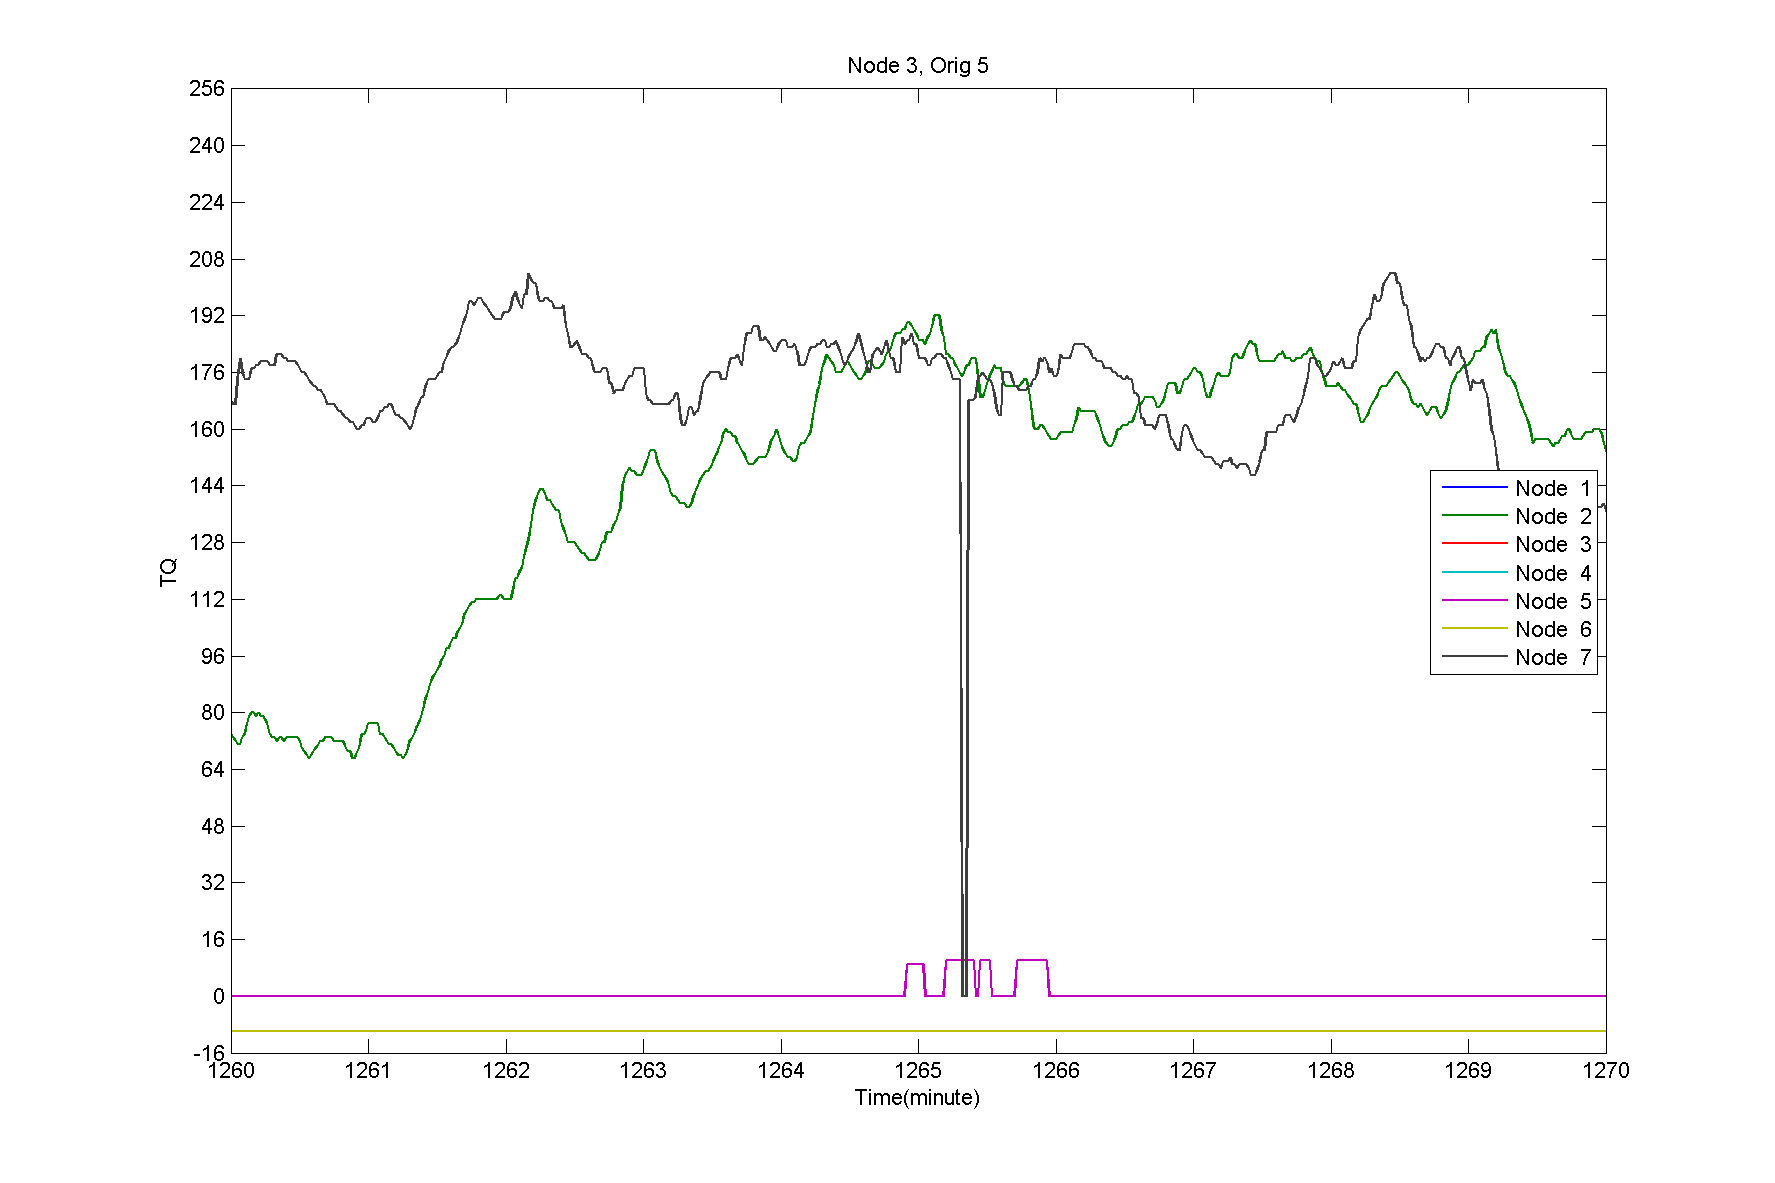 Node 3, Orig 5
256
240
224
208
192
176
160
144
128
112
96
80
64
48
32
16
0
-16
TQ
Node 1
Node 2
Node 3
Node 4
Node 5
Node 6
Node 7
1260 1261 1262 1263 1264 1265 1266 1267 1268 1269 1270
Time(minute)